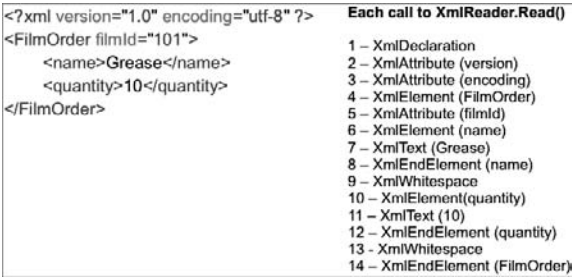 <?xml version="1.0" encoding="utf-8" ?>
<FilmOrder filmId="101">
<name>Grease</name>
<quantity>10</quantity>
</FilmOrder>
Each call to XmlReader.Read()
1 – XmlDeclaration
2 – XmlAttribute (version)
3 – XmlAttribute (encoding)
4 – XmlElement (FilmOrder)
5 – XmlAttribute (filmId)
6 – XmlElement (name)
7 – XmlText (Grease)
8 – XmlEndElement (name)
9 – XmlWhitespace
10 – XmlElement(quantity)
11 – XmlText (10)
12 – XmlEndElement (quantity)
13 - XmlWhitespace
14 – XmlEndElement (FilmOrder)